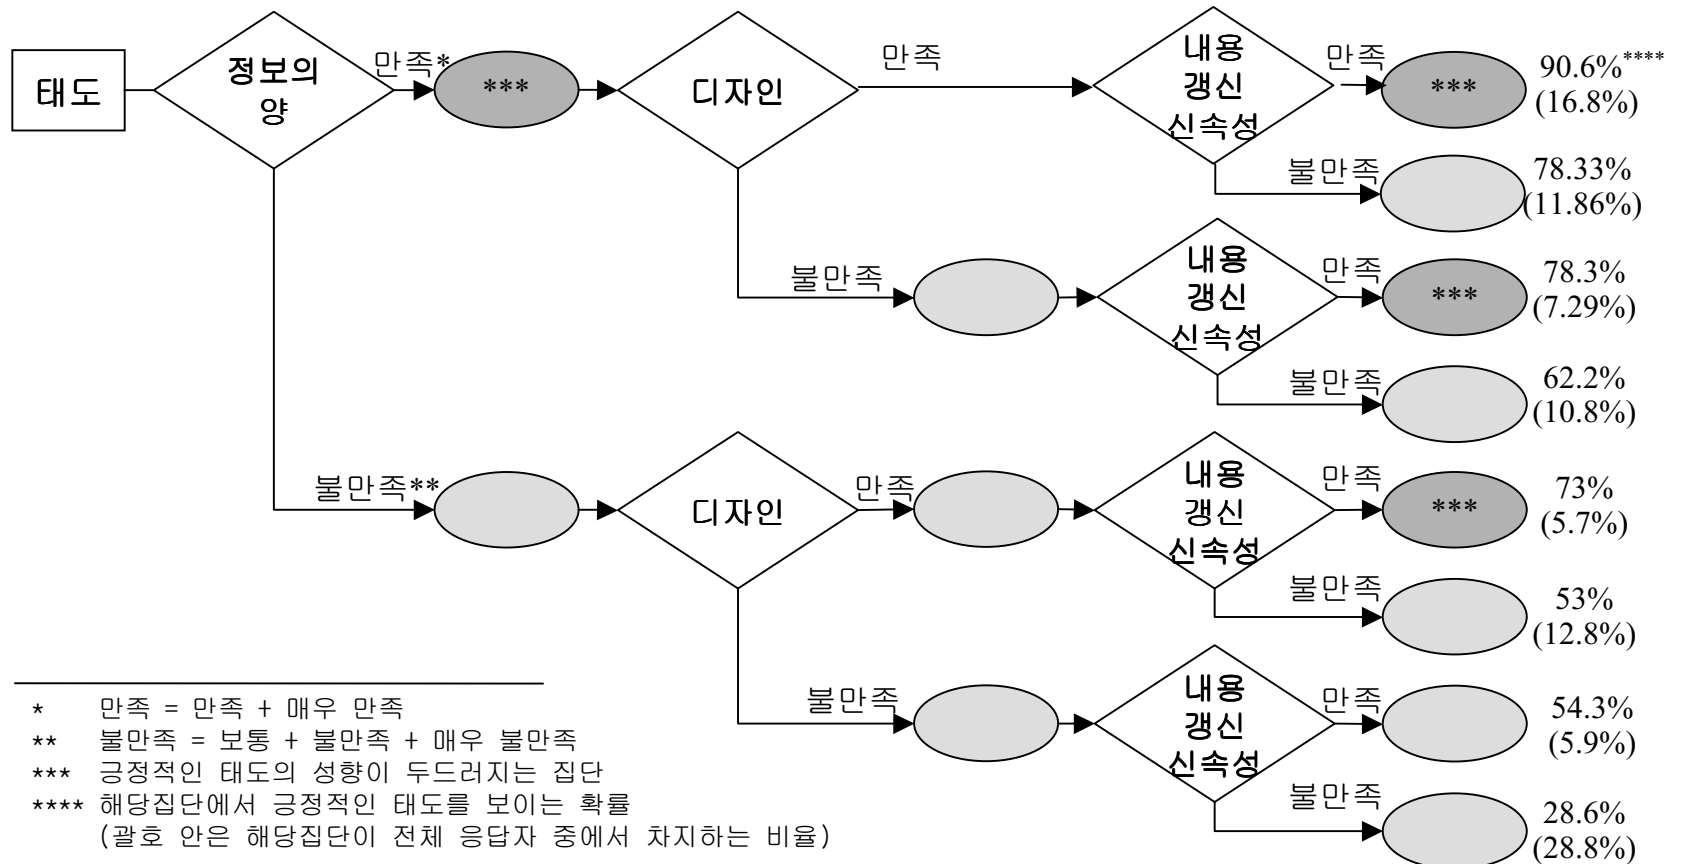 태도
정보의
양
만족*
***
디자인
만족
내용
갱신
신속성
만족
***
90.6%****
(16.8%)
불만족
78.33%
(11.86%)
불만족
내용
갱신
신속성
만족
***
78.3%
(7.29%)
불만족
62.2%
(10.8%)
불만족**
디자인
만족
내용
갱신
신속성
만족
***
73%
(5.7%)
불만족
53%
(12.8%)
불만족
내용
갱신
신속성
만족
54.3%
(5.9%)
불만족
28.6%
(28.8%)
* 만족 = 만족 + 매우 만족
** 불만족 = 보통 + 불만족 + 매우 불만족
*** 긍정적인 태도의 성향이 두드러지는 집단
**** 해당집단에서 긍정적인 태도를 보이는 확률
(괄호 안은 해당집단이 전체 응답자 중에서 차지하는 비율)